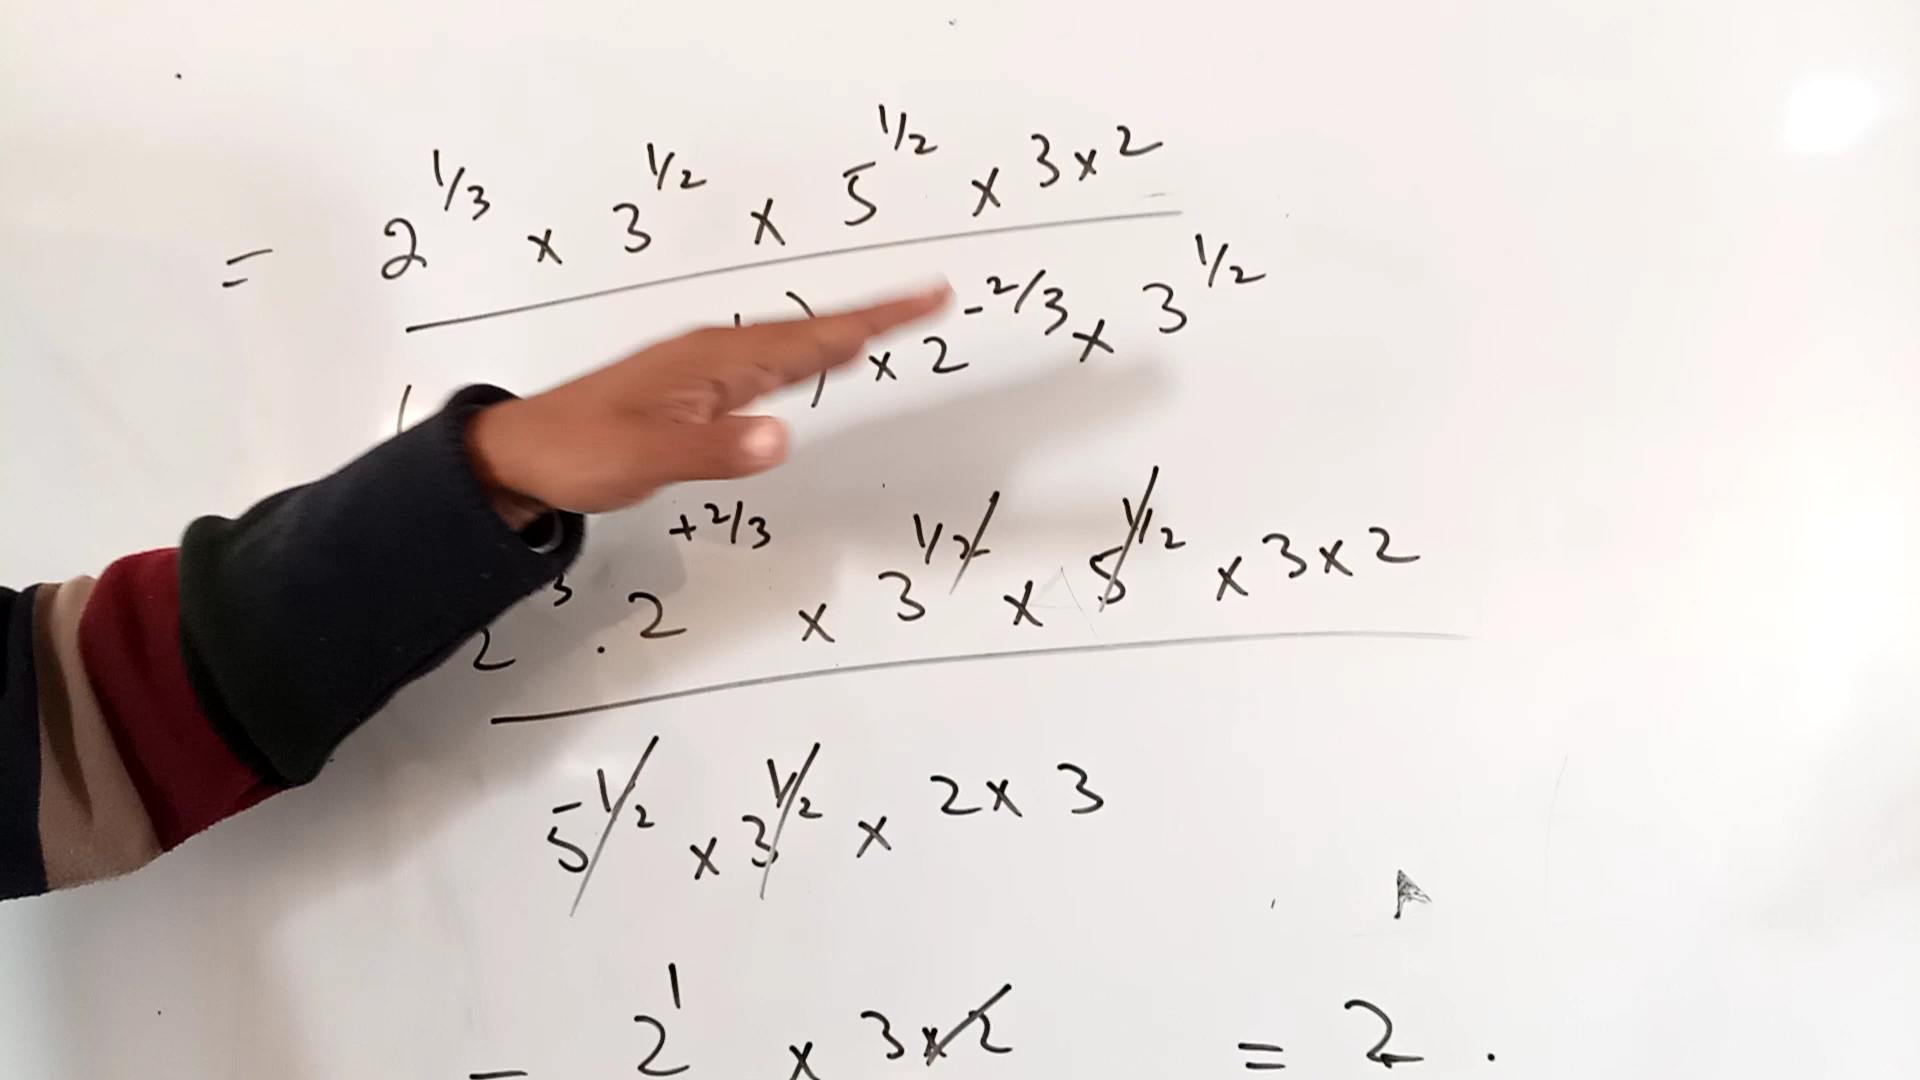 = 2^{1/3} × 3^{1/2} × 5^{1/2} × 3×2
) × 2^{-2/3} × 3^{1/2}
2^{3} . 2^{+2/3} × 3^{1/2} × 5^{1/2} × 3×2
5^{-1/2} × 3^{1/2} × 2×3
2^{1} × 3×2 = 2 .